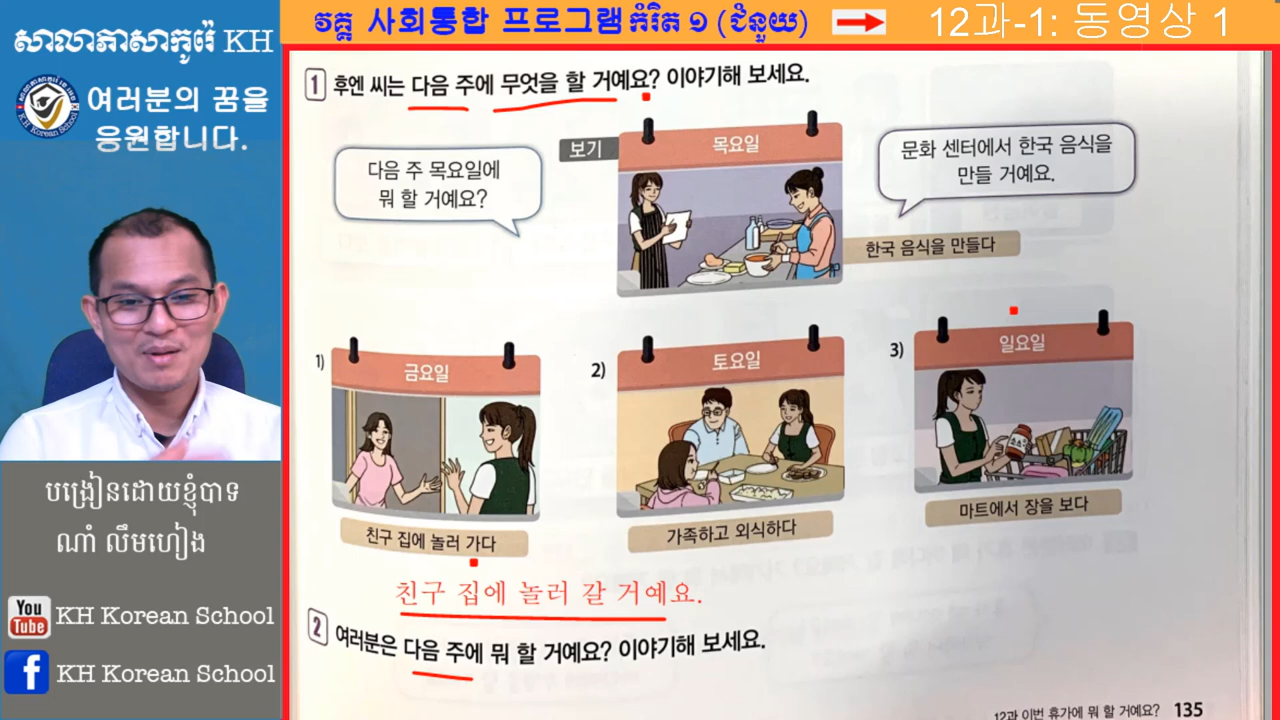 សាលាភាសាកូរ៉េ KH
여러분의 꿈을
응원합니다.
វគ្គ 사회통합 프로그램 កំរិត ១ (ជំនួយ)
12과-1: 동영상 1
1 후엔 씨는 다음 주에 무엇을 할 거예요? 이야기해 보세요.
보기
목요일
다음 주 목요일에
뭐 할 거예요?
문화 센터에서 한국 음식을
만들 거예요.
한국 음식을 만들다
1)
금요일
친구 집에 놀러 가다
2)
토요일
가족하고 외식하다
3)
일요일
마트에서 장을 보다
친구 집에 놀러 갈 거예요.
2 여러분은 다음 주에 뭐 할 거예요? 이야기해 보세요.
12과 이번 휴가에 뭐 할 거예요? 135
បង្រៀនដោយខ្ញុំបាទ
ណាំ លឹមហៀង
You Tube KH Korean School
f KH Korean School